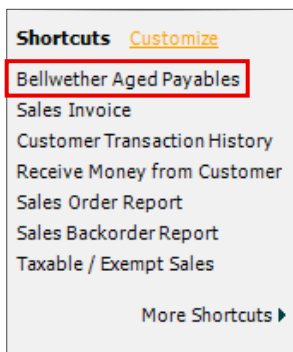 Shortcuts Customize
Bellwether Aged Payables
Sales Invoice
Customer Transaction History
Receive Money from Customer
Sales Order Report
Sales Backorder Report
Taxable / Exempt Sales
More Shortcuts